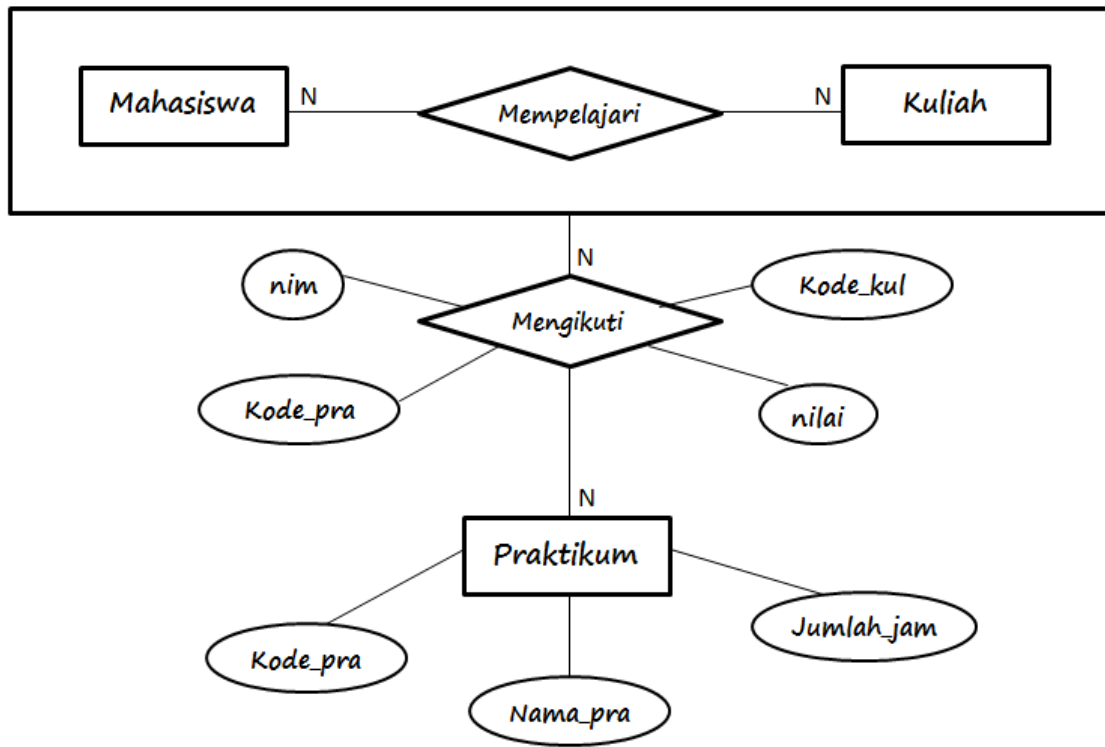 Mahasiswa
N
Mempelajari
N
Kuliah
N
nim
Kode_kul
Mengikuti
Kode_pra
nilai
N
Praktikum
Kode_pra
Jumlah_jam
Nama_pra